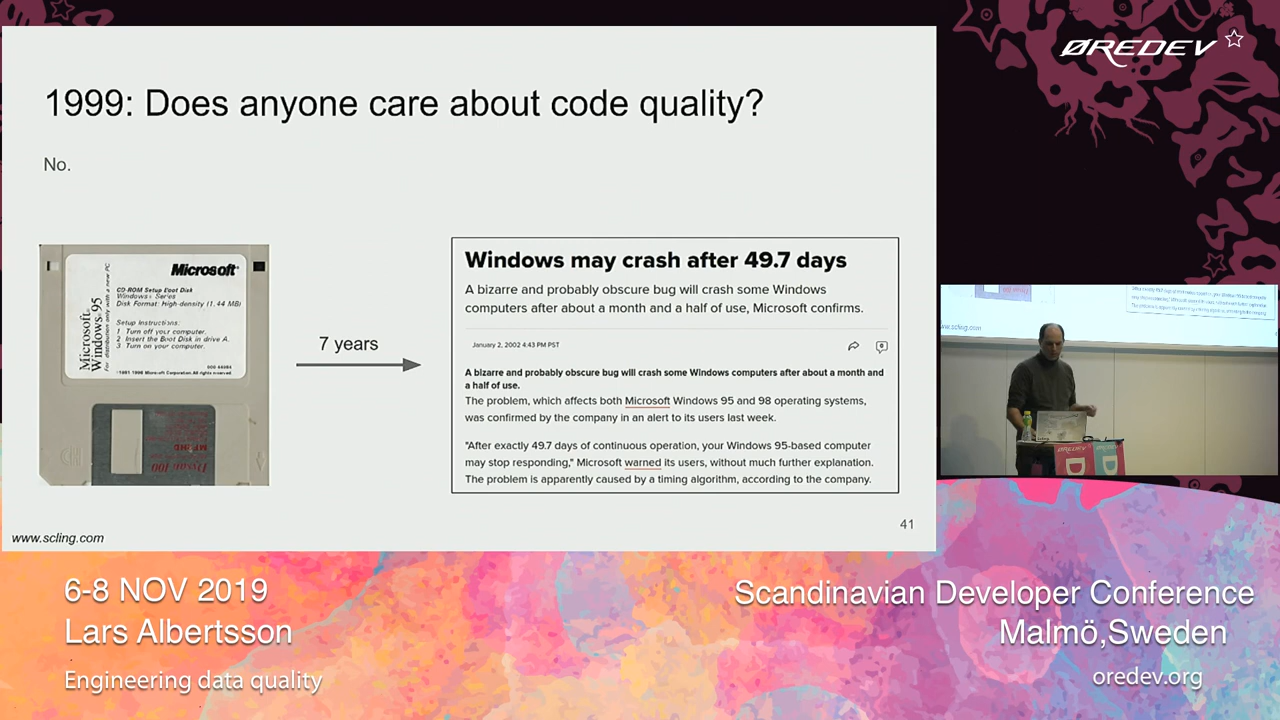 ØREDEV
1999: Does anyone care about code quality?
No.
Microsoft
CD-ROM Setup Boot Disk
Windows Series
Disk Format: High-density (1.44 MB)
Setup Instructions:
1. Turn off your computer.
2. Insert the Boot Disk in drive A.
3. Turn on your computer.
Microsoft
Windows 95
For distribution only with a new PC
7 years
Windows may crash after 49.7 days
A bizarre and probably obscure bug will crash some Windows
computers after about a month and a half of use, Microsoft confirms.
January 2, 2002 4:43 PM PST
0
A bizarre and probably obscure bug will crash some Windows computers after about a month and
a half of use.
The problem, which affects both Microsoft Windows 95 and 98 operating systems,
was confirmed by the company in an alert to its users last week.
"After exactly 49.7 days of continuous operation, your Windows 95-based computer
may stop responding," Microsoft warned its users, without much further explanation.
The problem is apparently caused by a timing algorithm, according to the company.
41
www.scling.com
6-8 NOV 2019
Lars Albertsson
Engineering data quality
Scandinavian Developer Conference
Malmö,Sweden
oredev.org